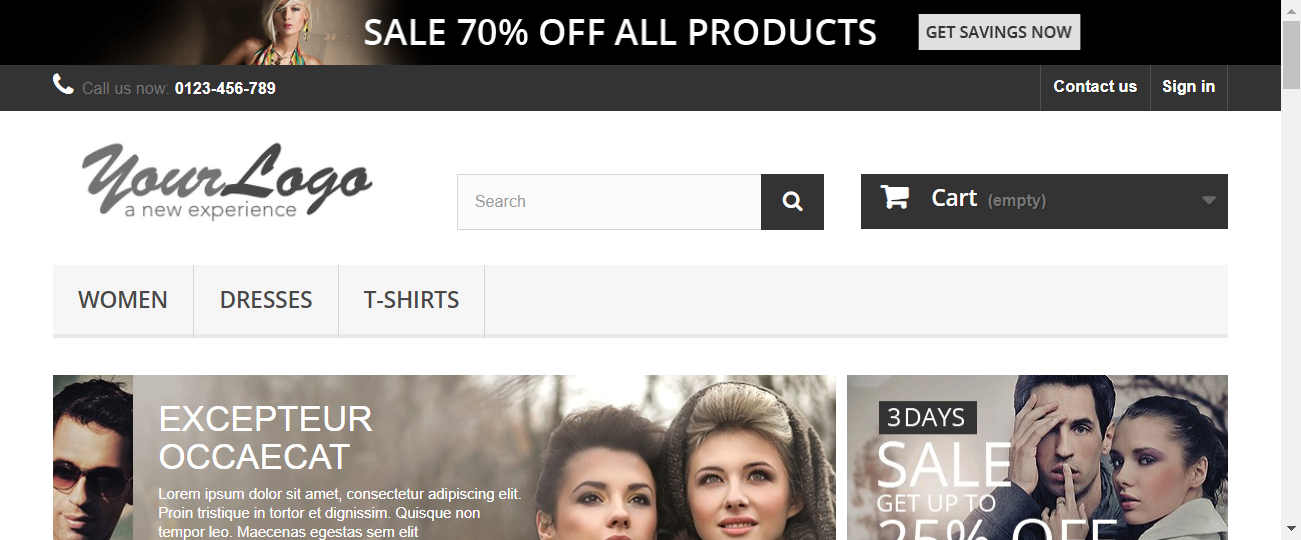 SALE 70% OFF ALL PRODUCTS
GET SAVINGS NOW
Call us now: 0123-456-789
Contact us
Sign in
YourLogo
a new experience
Search
Cart (empty)
WOMEN
DRESSES
T-SHIRTS
EXCEPTEUR
OCCAECAT
Lorem ipsum dolor sit amet, consectetur adipiscing elit.
Proin tristique in tortor et dignissim. Quisque non
tempor leo. Maecenas egestas sem elit
3 DAYS
SALE
GET UP TO
25% OFF